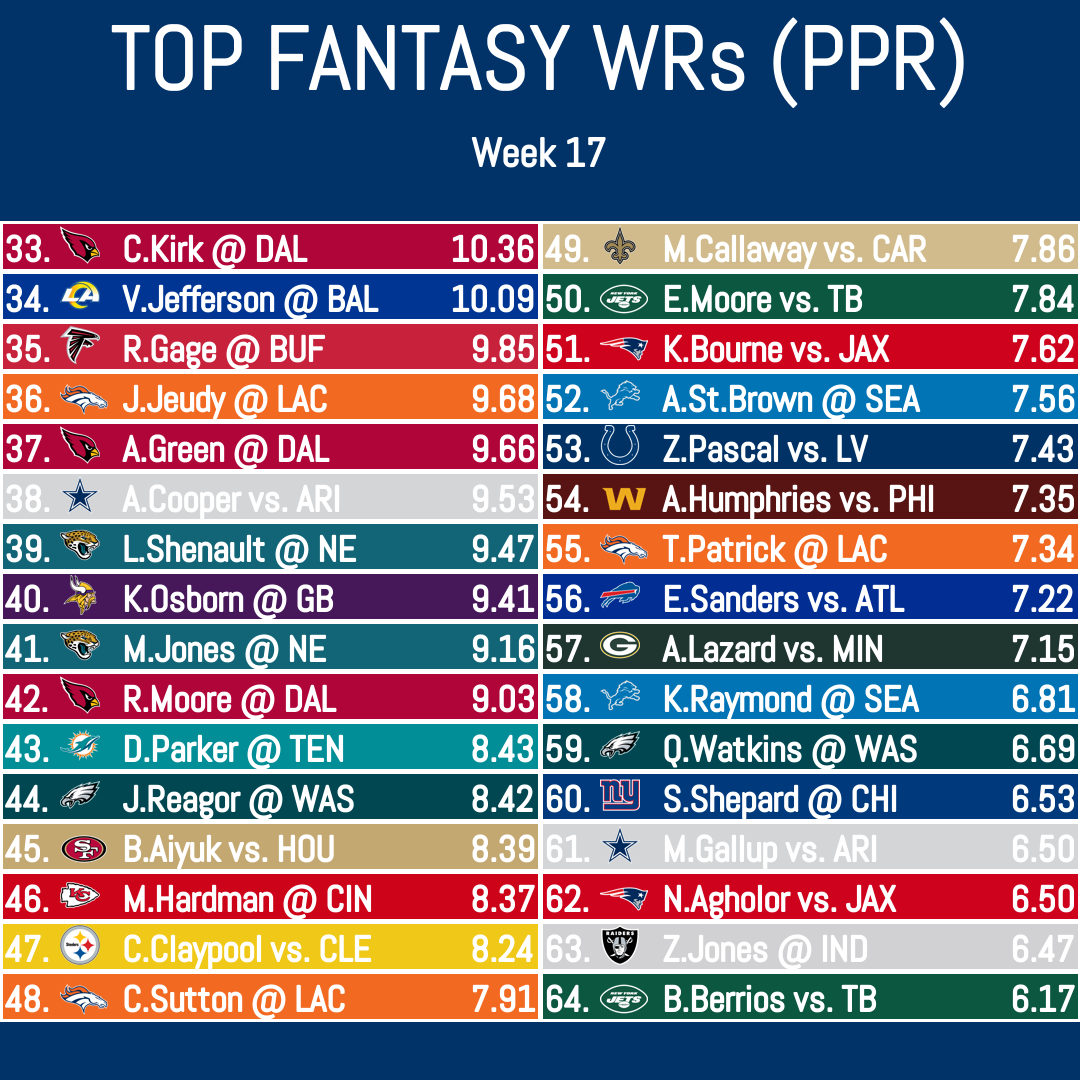 TOP FANTASY WRs (PPR)
Week 17
33. C.Kirk @ DAL 10.36
34. V.Jefferson @ BAL 10.09
35. R.Gage @ BUF 9.85
36. J.Jeudy @ LAC 9.68
37. A.Green @ DAL 9.66
38. A.Cooper vs. ARI 9.53
39. L.Shenault @ NE 9.47
40. K.Osborn @ GB 9.41
41. M.Jones @ NE 9.16
42. R.Moore @ DAL 9.03
43. D.Parker @ TEN 8.43
44. J.Reagor @ WAS 8.42
45. B.Aiyuk vs. HOU 8.39
46. M.Hardman @ CIN 8.37
47. C.Claypool vs. CLE 8.24
48. C.Sutton @ LAC 7.91
49. M.Callaway vs. CAR 7.86
50. E.Moore vs. TB 7.84
51. K.Bourne vs. JAX 7.62
52. A.St.Brown @ SEA 7.56
53. Z.Pascal vs. LV 7.43
54. A.Humphries vs. PHI 7.35
55. T.Patrick @ LAC 7.34
56. E.Sanders vs. ATL 7.22
57. A.Lazard vs. MIN 7.15
58. K.Raymond @ SEA 6.81
59. Q.Watkins @ WAS 6.69
60. S.Shepard @ CHI 6.53
61. M.Gallup vs. ARI 6.50
62. N.Agholor vs. JAX 6.50
63. Z.Jones @ IND 6.47
64. B.Berrios vs. TB 6.17